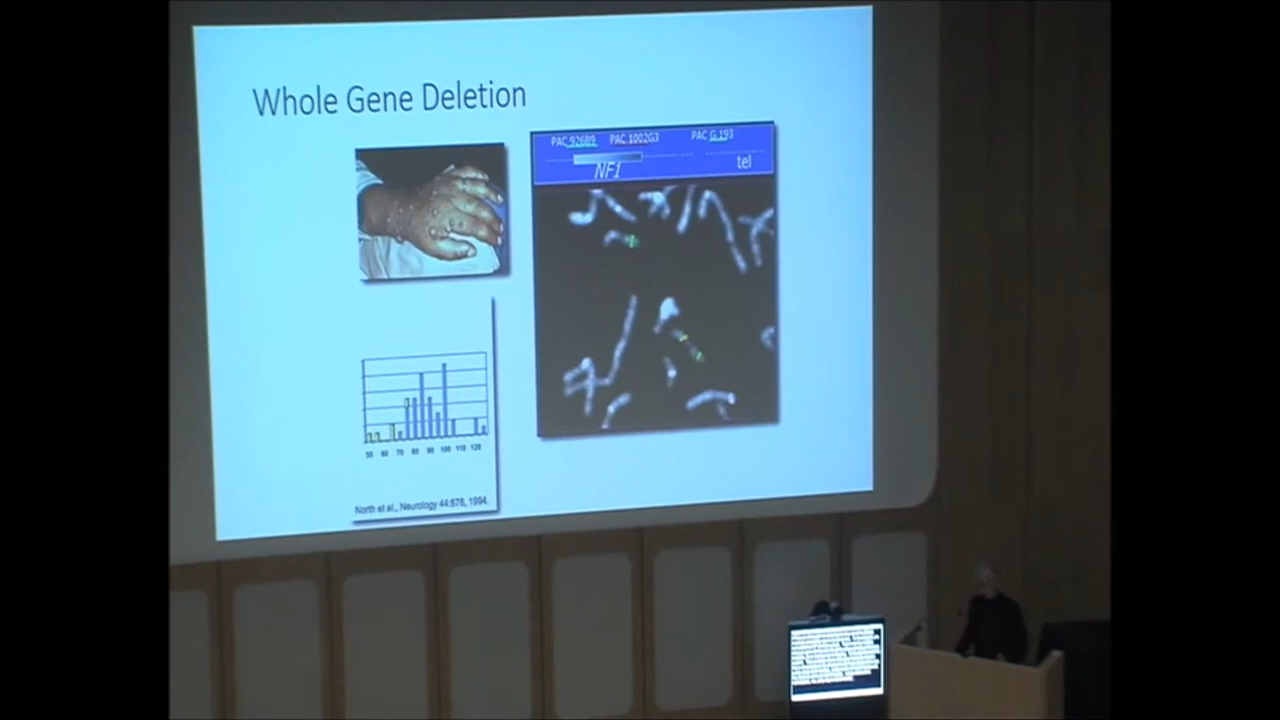 Whole Gene Deletion
PAC 926B9 PAC 1002G3 PAC G.193
NF1 tel
50 60 70 80 90 100 110 120
North et al., Neurology 44:878, 1994.